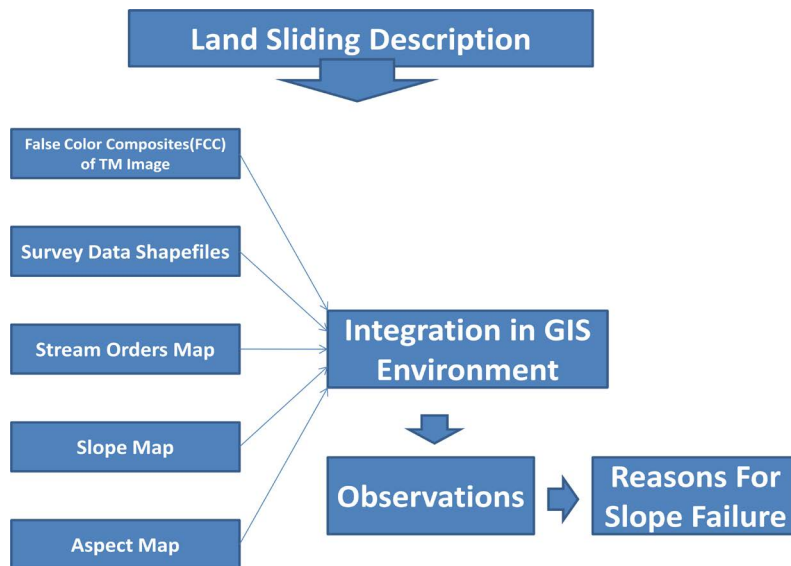 Land Sliding Description
False Color Composites(FCC)
of TM Image
Survey Data Shapefiles
Stream Orders Map
Slope Map
Aspect Map
Integration in GIS
Environment
Observations
Reasons For
Slope Failure